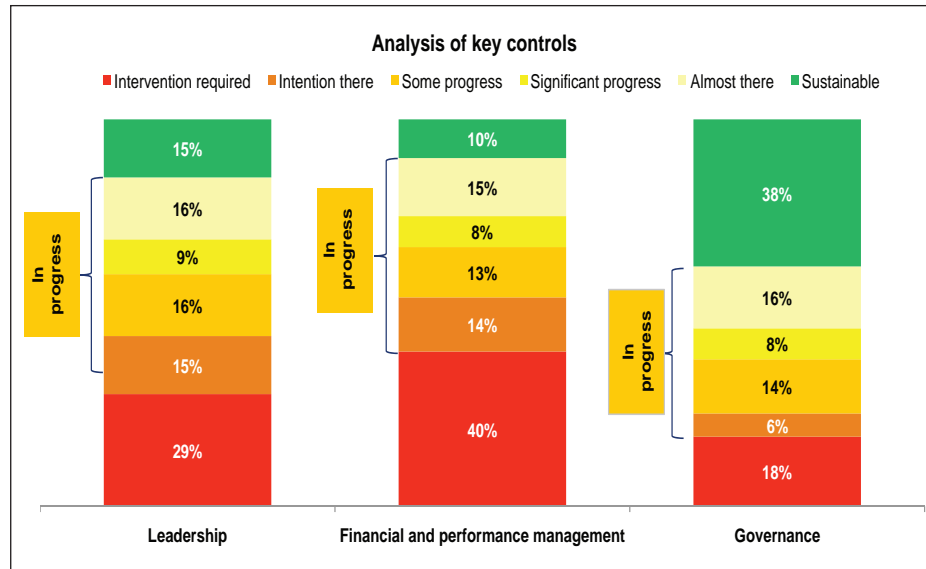 Analysis of key controls
Intervention required Intention there Some progress Significant progress Almost there Sustainable
15%
16%
9%
16%
15%
29%
In
progress
10%
15%
8%
13%
14%
40%
In
progress
38%
16%
8%
14%
6%
18%
In
progress
Leadership Financial and performance management Governance